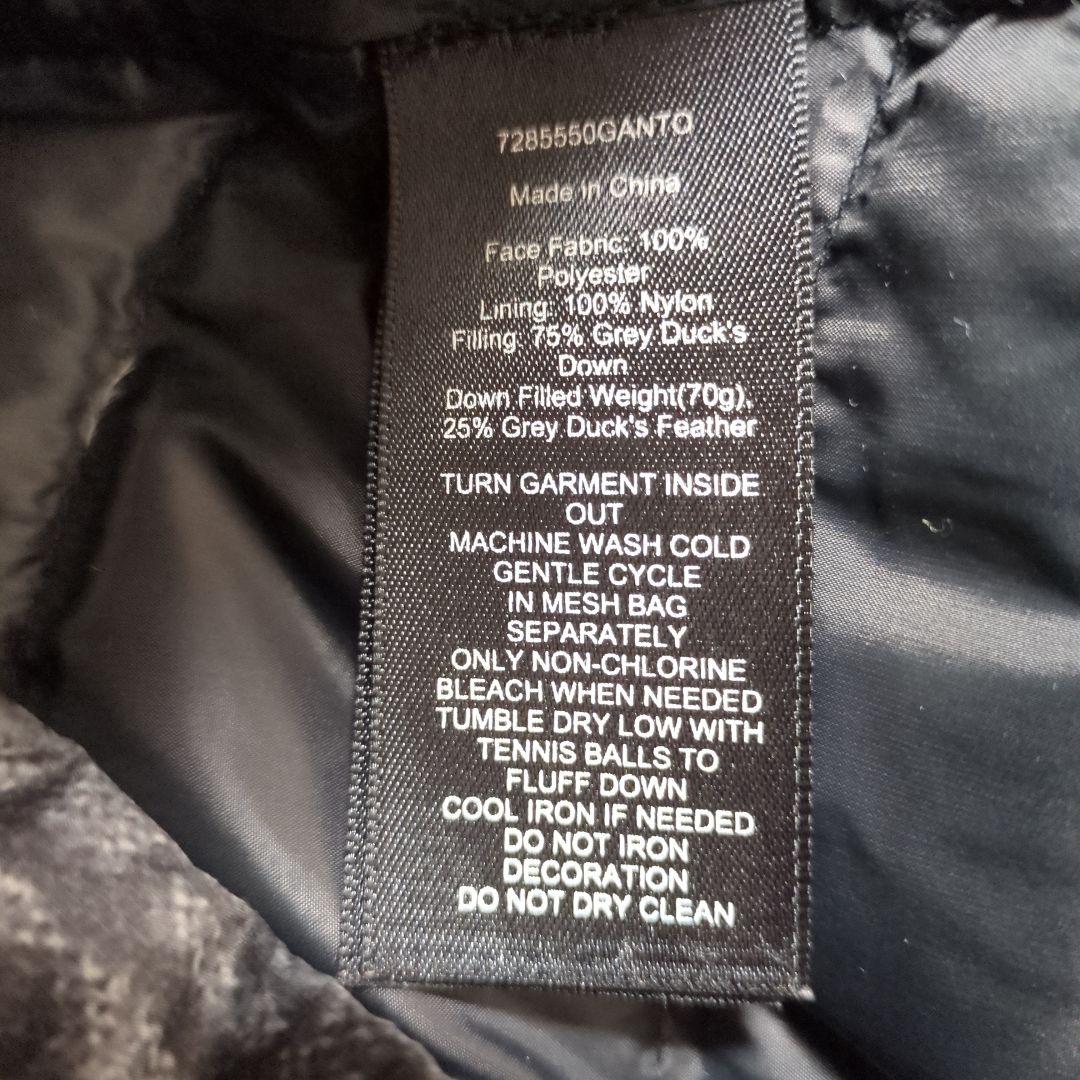 7285550GANTO
Made in China
Face Fabric: 100%
Polyester
Lining: 100% Nylon
Filling: 75% Grey Duck's
Down
Down Filled Weight(70g),
25% Grey Duck's Feather
TURN GARMENT INSIDE
OUT
MACHINE WASH COLD
GENTLE CYCLE
IN MESH BAG
SEPARATELY
ONLY NON-CHLORINE
BLEACH WHEN NEEDED
TUMBLE DRY LOW WITH
TENNIS BALLS TO
FLUFF DOWN
COOL IRON IF NEEDED
DO NOT IRON
DECORATION
DO NOT DRY CLEAN